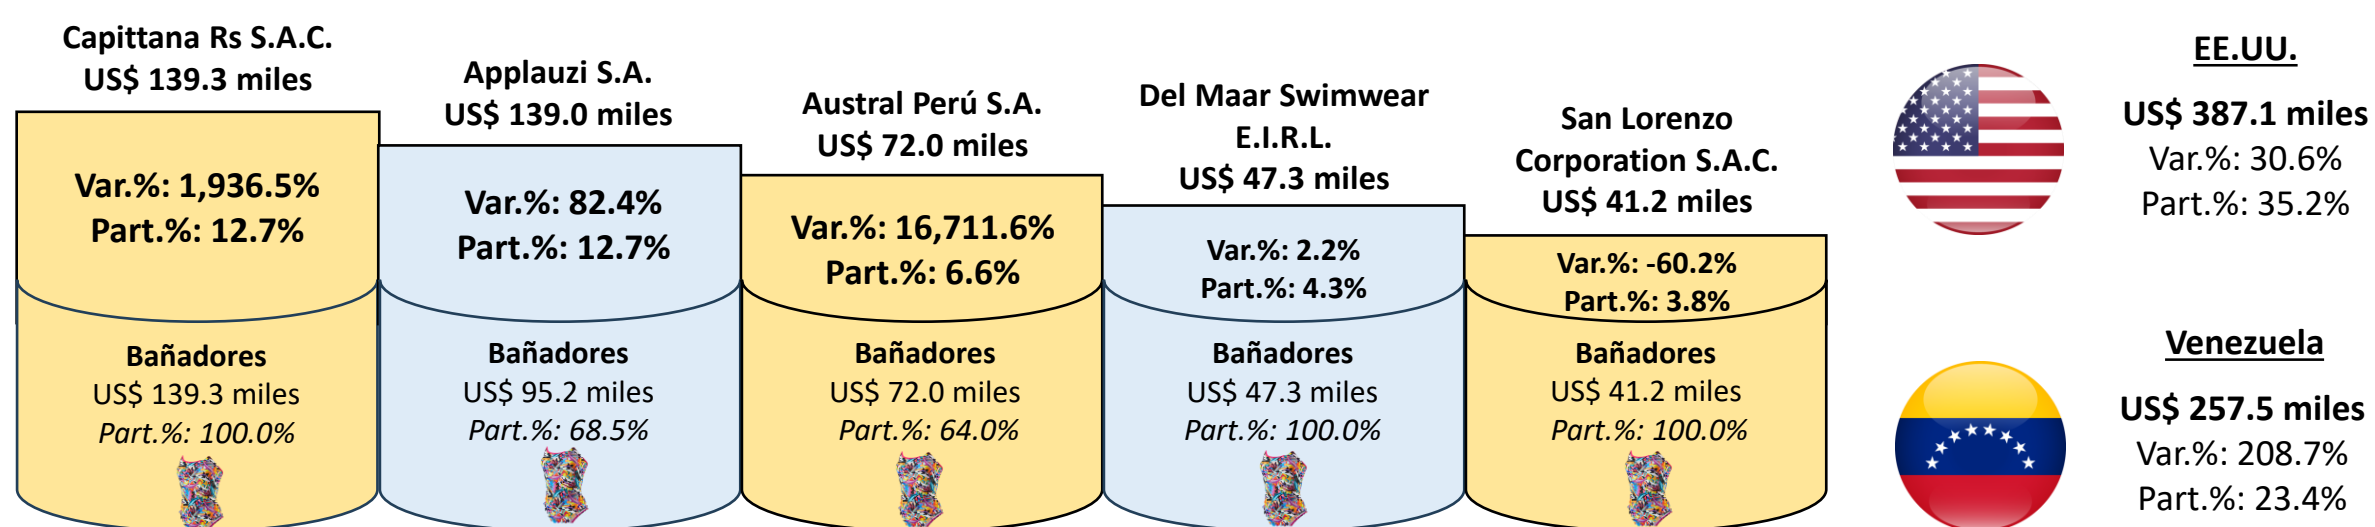 Capittana Rs S.A.C.
US$ 139.3 miles
Var.%: 1,936.5%
Part.%: 12.7%
Bañadores
US$ 139.3 miles
Part.%: 100.0%
Applauzi S.A.
US$ 139.0 miles
Var.%: 82.4%
Part.%: 12.7%
Bañadores
US$ 95.2 miles
Part.%: 68.5%
Austral Perú S.A.
US$ 72.0 miles
Var.%: 16,711.6%
Part.%: 6.6%
Bañadores
US$ 72.0 miles
Part.%: 64.0%
Del Maar Swimwear
E.I.R.L.
US$ 47.3 miles
Var.%: 2.2%
Part.%: 4.3%
Bañadores
US$ 47.3 miles
Part.%: 100.0%
San Lorenzo
Corporation S.A.C.
US$ 41.2 miles
Var.%: -60.2%
Part.%: 3.8%
Bañadores
US$ 41.2 miles
Part.%: 100.0%
EE.UU.
US$ 387.1 miles
Var.%: 30.6%
Part.%: 35.2%
Venezuela
US$ 257.5 miles
Var.%: 208.7%
Part.%: 23.4%